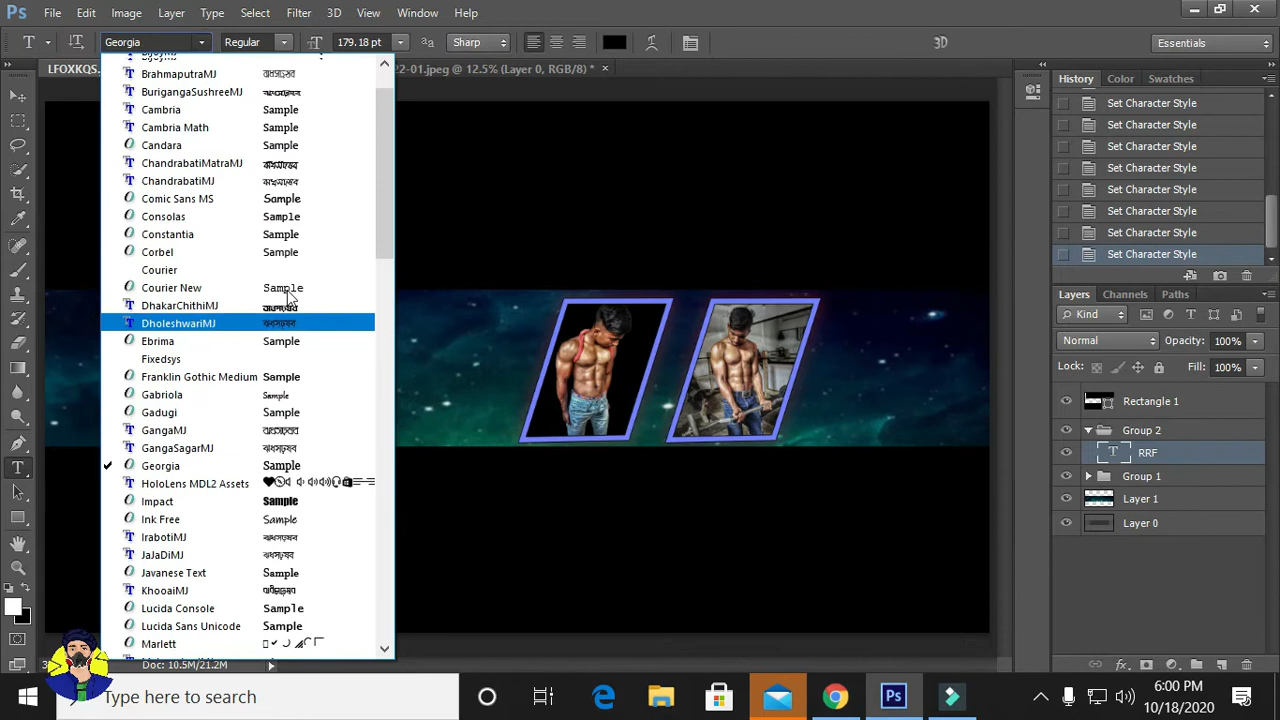 Ps File Edit Image Layer Type Select Filter 3D View Window Help
T Georgia Regular 179.18 pt Sharp 3D Essentials
LFOXKQS. 22-01.jpeg @ 12.5% (Layer 0, RGB/8) *
BrahmaputraMJ
BurigangaSushreeMJ
Cambria Sample
Cambria Math Sample
Candara Sample
ChandrabatiMatraMJ
ChandrabatiMJ
Comic Sans MS Sample
Consolas Sample
Constantia Sample
Corbel Sample
Courier
Courier New Sample
DhakarChithiMJ
DholeshwariMJ
Ebrima Sample
Fixedsys
Franklin Gothic Medium Sample
Gabriola Sample
Gadugi Sample
GangaMJ
GangaSagarMJ
Georgia Sample
HoloLens MDL2 Assets
Impact Sample
Ink Free Sample
IrabotiMJ
JaJaDiMJ
Javanese Text Sample
KhooaiMJ
Lucida Console Sample
Lucida Sans Unicode Sample
Marlett
Doc: 10.5M/21.2M
History Color Swatches
Set Character Style
Set Character Style
Set Character Style
Set Character Style
Set Character Style
Set Character Style
Set Character Style
Set Character Style
Layers Channels Paths
Kind
Normal Opacity: 100%
Lock: Fill: 100%
Rectangle 1
Group 2
T RRF
Group 1
Layer 1
Layer 0
Type here to search
6:00 PM
10/18/2020